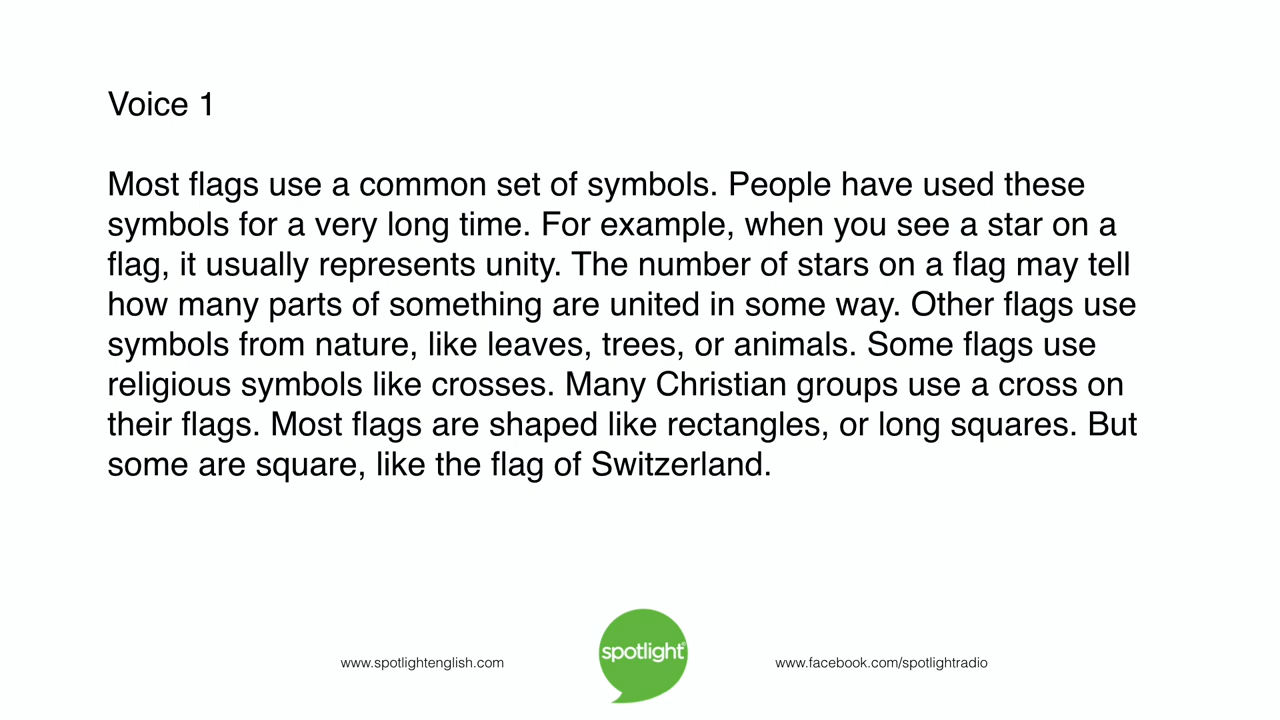 Voice 1
Most flags use a common set of symbols. People have used these
symbols for a very long time. For example, when you see a star on a
flag, it usually represents unity. The number of stars on a flag may tell
how many parts of something are united in some way. Other flags use
symbols from nature, like leaves, trees, or animals. Some flags use
religious symbols like crosses. Many Christian groups use a cross on
their flags. Most flags are shaped like rectangles, or long squares. But
some are square, like the flag of Switzerland.
www.spotlightenglish.com
spotlight®
www.facebook.com/spotlightradio